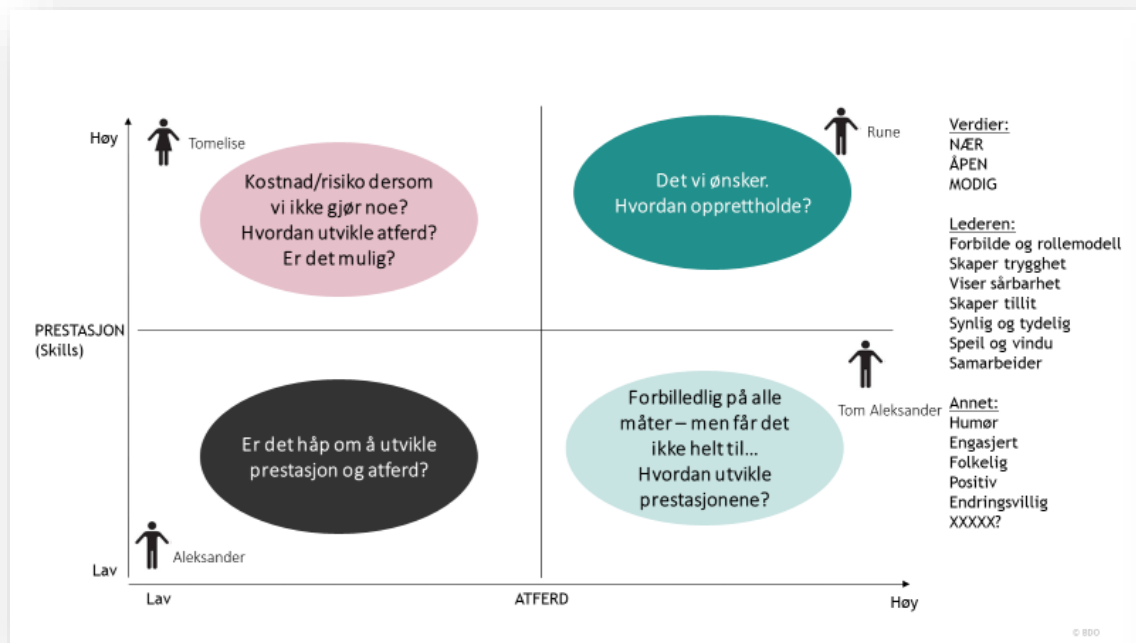 Høy
Tomelise
Kostnad/risiko dersom
vi ikke gjør noe?
Hvordan utvikle atferd?
Er det mulig?
Det vi ønsker.
Hvordan opprettholde?
Rune
PRESTASJON
(Skills)
Er det håp om å utvikle
prestasjon og atferd?
Aleksander
Forbilledlig på alle
måter – men får det
ikke helt til...
Hvordan utvikle
prestasjonene?
Tom Aleksander
Lav
Lav
ATFERD
Høy
Verdier:
NÆR
ÅPEN
MODIG
Lederen:
Forbilde og rollemodell
Skaper trygghet
Viser sårbarhet
Skaper tillit
Synlig og tydelig
Speil og vindu
Samarbeider
Annet:
Humør
Engasjert
Folkelig
Positiv
Endringsvillig
XXXXX?
© BDO